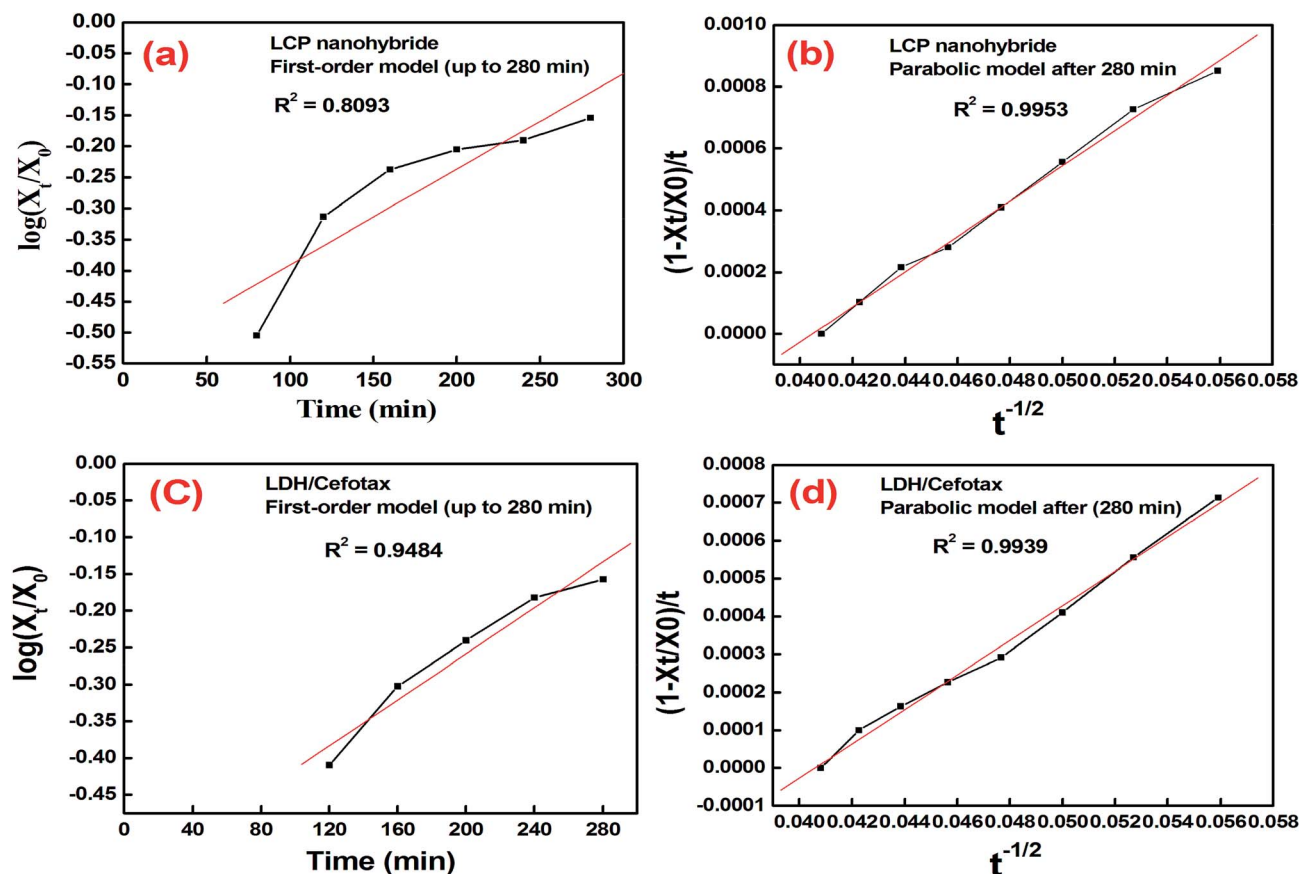 (a)
LCP nanohybride
First-order model (up to 280 min)
R² = 0.8093
log(Xt/X0)
0.00
-0.05
-0.10
-0.15
-0.20
-0.25
-0.30
-0.35
-0.40
-0.45
-0.50
-0.55
0 50 100 150 200 250 300
Time (min)
(b)
LCP nanohybride
Parabolic model after 280 min
R² = 0.9953
(1-Xt/X0)/t
0.0010
0.0008
0.0006
0.0004
0.0002
0.0000
0.040 0.042 0.044 0.046 0.048 0.050 0.052 0.054 0.056 0.058
t-1/2
(C)
LDH/Cefotax
First-order model (up to 280 min)
R² = 0.9484
log(Xt/X0)
0.00
-0.05
-0.10
-0.15
-0.20
-0.25
-0.30
-0.35
-0.40
-0.45
0 40 80 120 160 200 240 280
Time (min)
(d)
LDH/Cefotax
Parabolic model after (280 min)
R² = 0.9939
(1-Xt/X0)/t
0.0008
0.0007
0.0006
0.0005
0.0004
0.0003
0.0002
0.0001
0.0000
-0.0001
0.040 0.042 0.044 0.046 0.048 0.050 0.052 0.054 0.056 0.058
t-1/2